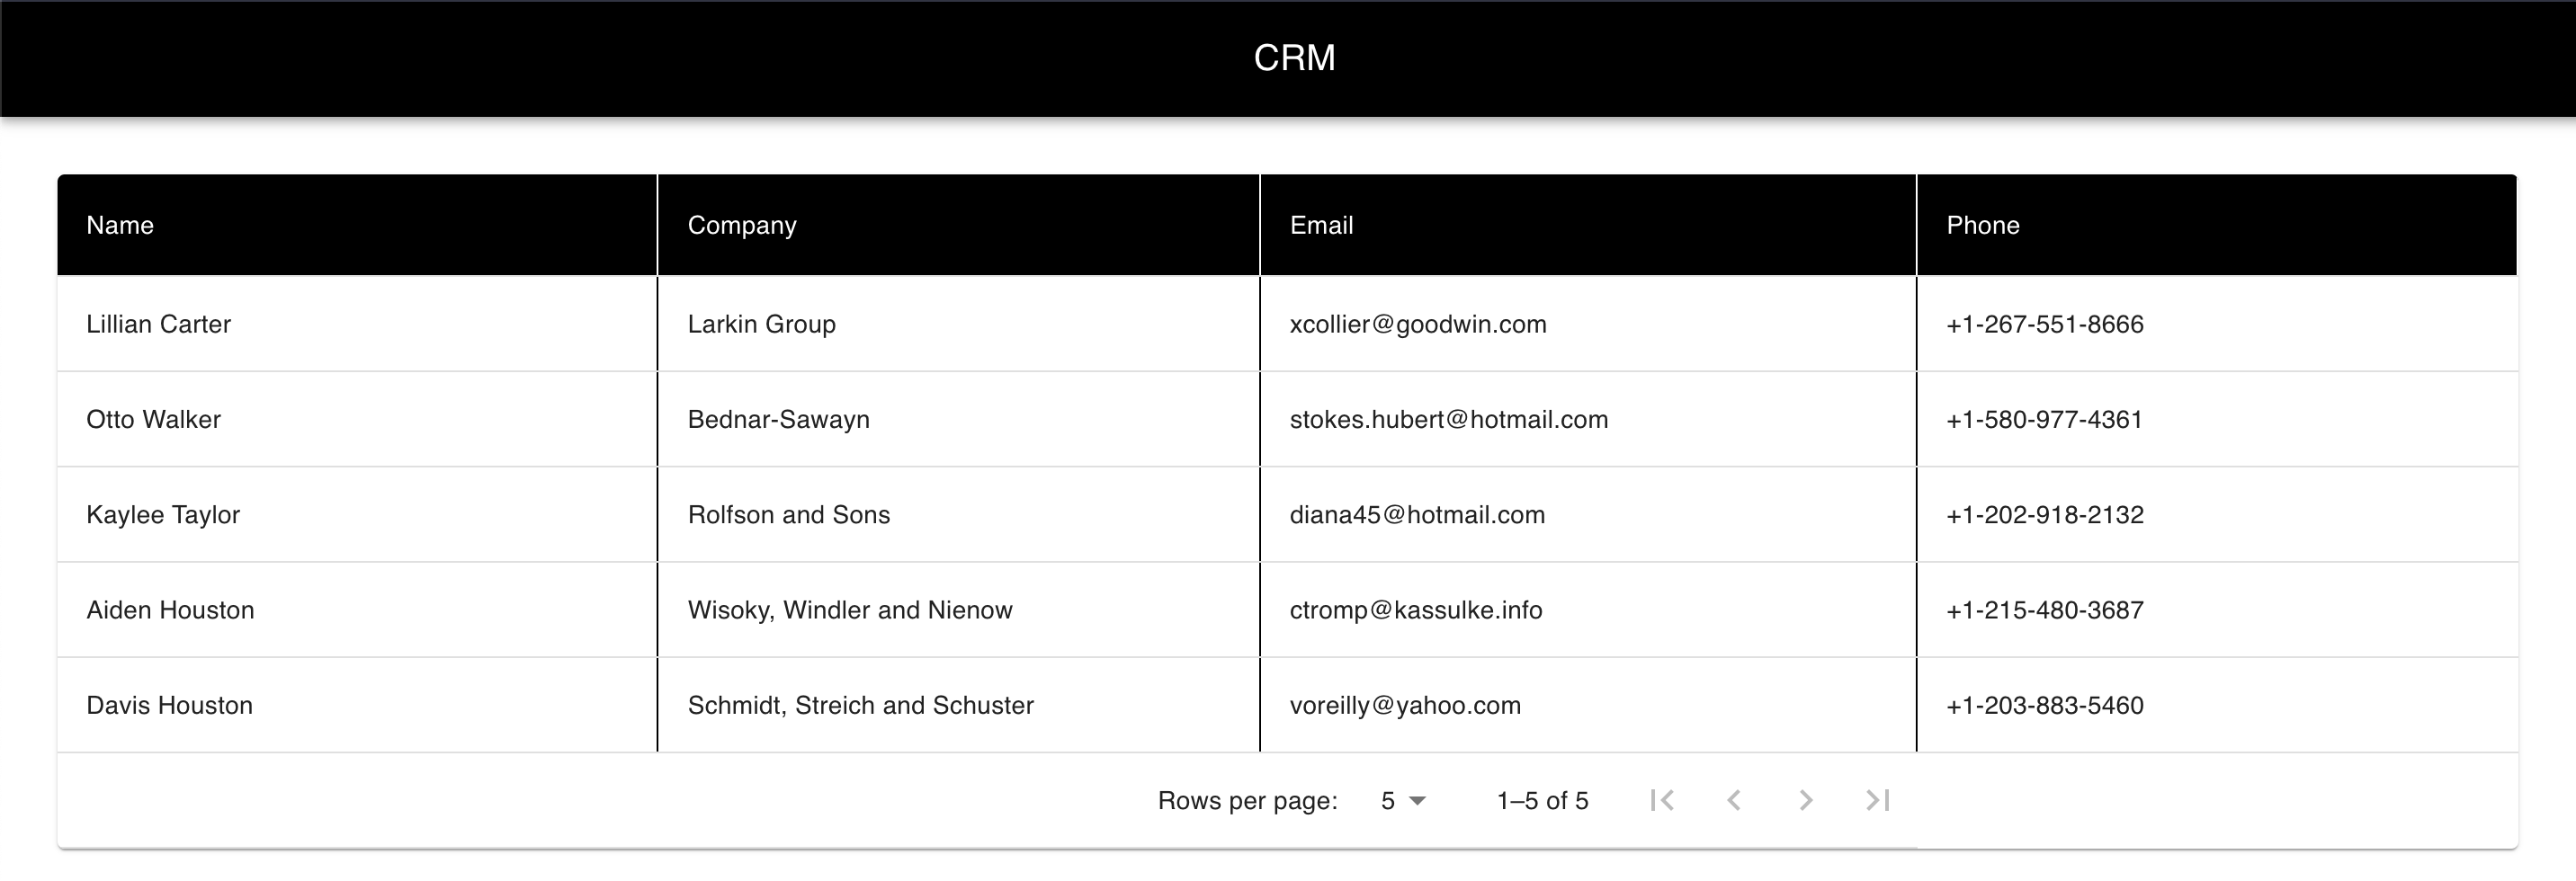 CRM
Name Company Email Phone
Lillian Carter Larkin Group xcollier@goodwin.com +1-267-551-8666
Otto Walker Bednar-Sawayn stokes.hubert@hotmail.com +1-580-977-4361
Kaylee Taylor Rolfson and Sons diana45@hotmail.com +1-202-918-2132
Aiden Houston Wisoky, Windler and Nienow ctromp@kassulke.info +1-215-480-3687
Davis Houston Schmidt, Streich and Schuster voreilly@yahoo.com +1-203-883-5460
Rows per page: 5 1–5 of 5